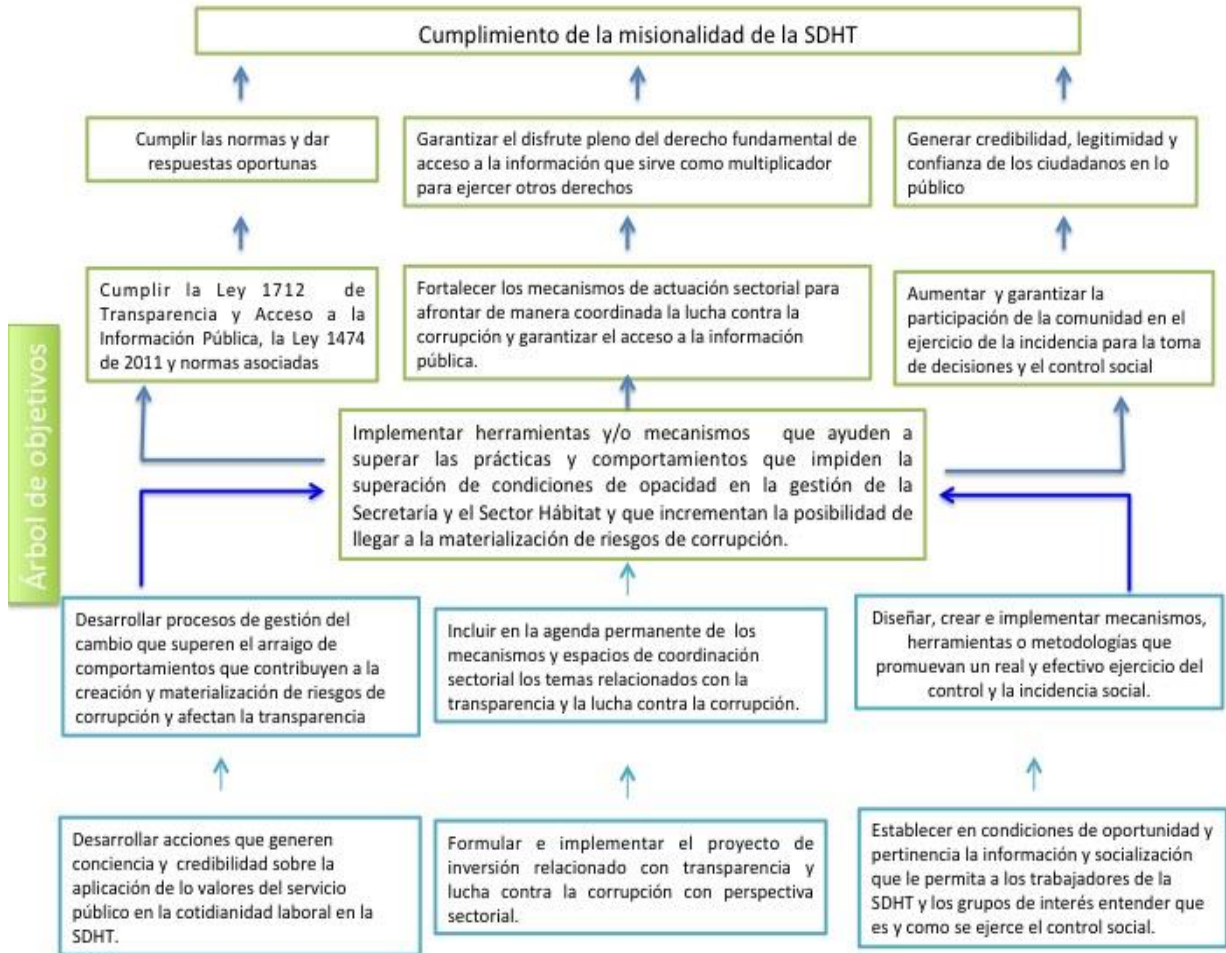 Cumplimiento de la misionalidad de la SDHT
Cumplir las normas y dar
respuestas oportunas
Garantizar el disfrute pleno del derecho fundamental de
acceso a la información que sirve como multiplicador
para ejercer otros derechos
Generar credibilidad, legitimidad y
confianza de los ciudadanos en lo
público
Cumplir la Ley 1712 de
Transparencia y Acceso a la
Información Pública, la Ley 1474
de 2011 y normas asociadas
Fortalecer los mecanismos de actuación sectorial para
afrontar de manera coordinada la lucha contra la
corrupción y garantizar el acceso a la información
pública.
Aumentar y garantizar la
participación de la comunidad en el
ejercicio de la incidencia para la toma
de decisiones y el control social
Árbol de objetivos
Implementar herramientas y/o mecanismos que ayuden a
superar las prácticas y comportamientos que impiden la
superación de condiciones de opacidad en la gestión de la
Secretaría y el Sector Hábitat y que incrementan la posibilidad de
llegar a la materialización de riesgos de corrupción.
Desarrollar procesos de gestión del
cambio que superen el arraigo de
comportamientos que contribuyen a la
creación y materialización de riesgos de
corrupción y afectan la transparencia
Incluir en la agenda permanente de los
mecanismos y espacios de coordinación
sectorial los temas relacionados con la
transparencia y la lucha contra la corrupción.
Diseñar, crear e implementar mecanismos,
herramientas o metodologías que
promuevan un real y efectivo ejercicio del
control y la incidencia social.
Desarrollar acciones que generen
conciencia y credibilidad sobre la
aplicación de lo valores del servicio
público en la cotidianidad laboral en la
SDHT.
Formular e implementar el proyecto de
inversión relacionado con transparencia y
lucha contra la corrupción con perspectiva
sectorial.
Establecer en condiciones de oportunidad y
pertinencia la información y socialización
que le permita a los trabajadores de la
SDHT y los grupos de interés entender que
es y como se ejerce el control social.